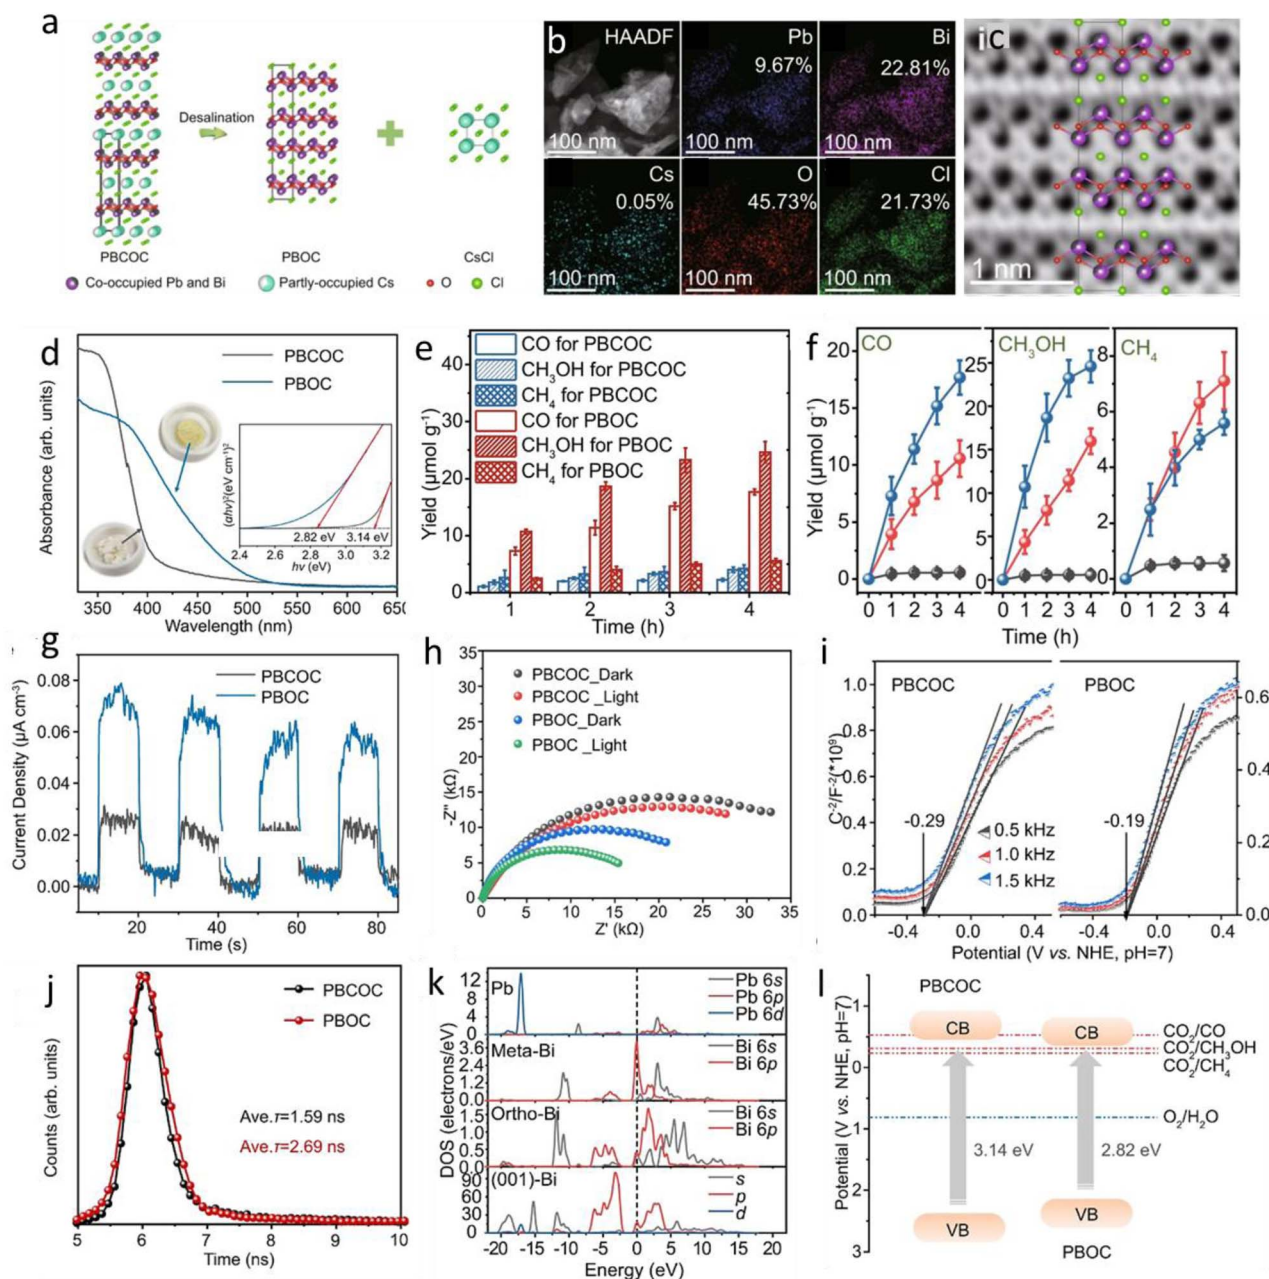 a
Desalination
PBCOC
PBOC
CsCl
Co-occupied Pb and Bi
Partly-occupied Cs
O
Cl
b
HAADF
100 nm
Pb
9.67%
100 nm
Bi
22.81%
100 nm
Cs
0.05%
100 nm
O
45.73%
100 nm
Cl
21.73%
100 nm
c
1 nm
d
PBCOC
PBOC
Absorbance (arb. units)
(αhν)²(eV cm⁻¹)²
2.82 eV
3.14 eV
2.4 2.6 2.8 3.0 3.2
hν (eV)
350 400 450 500 550 600 650
Wavelength (nm)
e
CO for PBCOC
CH₃OH for PBCOC
CH₄ for PBCOC
CO for PBOC
CH₃OH for PBOC
CH₄ for PBOC
Yield (μmol g⁻¹)
40
30
20
10
0
1 2 3 4
Time (h)
f
CO
CH₃OH
CH₄
Yield (μmol g⁻¹)
20
15
10
5
0
25
20
15
10
5
0
8
6
4
2
0
0 1 2 3 4
0 1 2 3 4
0 1 2 3 4
Time (h)
g
PBCOC
PBOC
Current Density (μA cm⁻³)
0.08
0.06
0.04
0.02
0.00
20 40 60 80
Time (s)
h
PBCOC_Dark
PBCOC _Light
PBOC_Dark
PBOC _Light
-Z" (kΩ)
35
30
25
20
15
10
5
0
0 5 10 15 20 25 30 33
Z' (kΩ)
i
PBCOC
PBOC
C⁻²/F⁻²(*10⁹)
1.0
0.8
0.6
0.4
0.2
0.0
0.6
0.4
0.2
0.0
-0.29
-0.19
0.5 kHz
1.0 kHz
1.5 kHz
-0.4 0.0 0.4
-0.4 0.0 0.4
Potential (V vs. NHE, pH=7)
j
PBCOC
PBOC
Counts (arb. units)
Ave.τ=1.59 ns
Ave.τ=2.69 ns
5 6 7 8 9 10
Time (ns)
k
DOS (electrons/eV)
Pb
Pb 6s
Pb 6p
Pb 6d
12
8
4
0
Meta-Bi
Bi 6s
Bi 6p
3.6
2.4
1.2
0.0
Ortho-Bi
Bi 6s
Bi 6p
1.5
1.0
0.5
0.0
(001)-Bi
s
p
d
90
60
30
0
-20 -15 -10 -5 0 5 10 15
Energy (eV)
l
PBCOC
CB
CB
CO₂/CO
CO₂/CH₃OH
CO₂/CH₄
O₂/H₂O
3.14 eV
2.82 eV
VB
VB
PBOC
Potential (V vs. NHE, pH=7)
-1
0
1
2
3